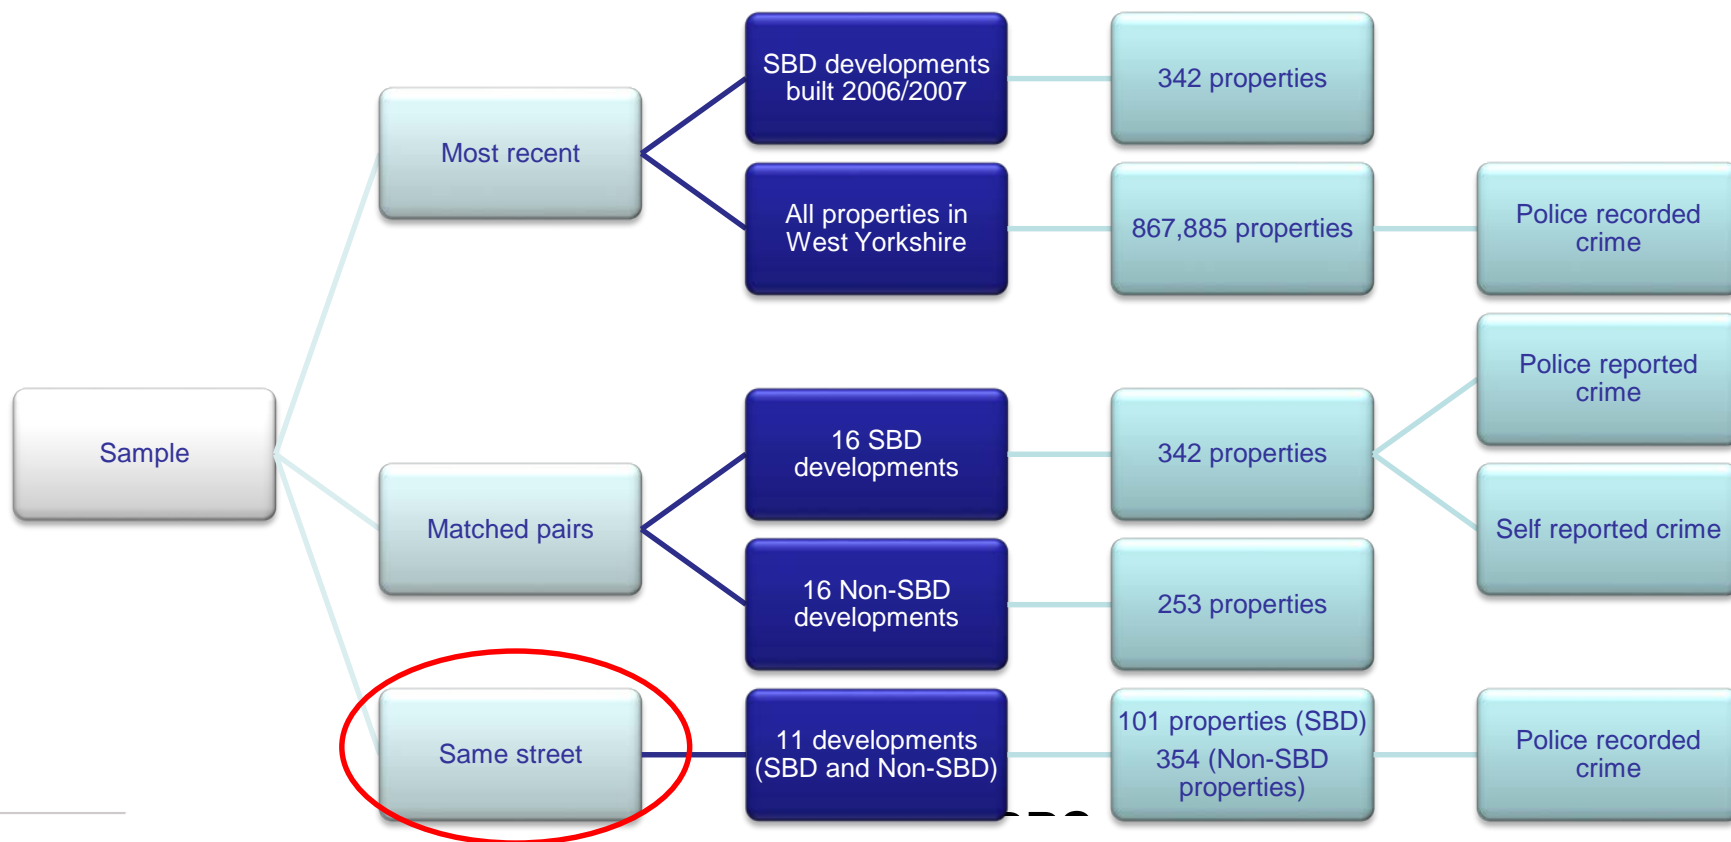 SBD developments
built 2006/2007
342 properties
Most recent
All properties in
West Yorkshire
867,885 properties
Police recorded
crime
Police reported
crime
Sample
16 SBD
developments
342 properties
Self reported crime
Matched pairs
16 Non-SBD
developments
253 properties
Same street
11 developments
(SBD and Non-SBD)
101 properties (SBD)
354 (Non-SBD
properties)
Police recorded
crime